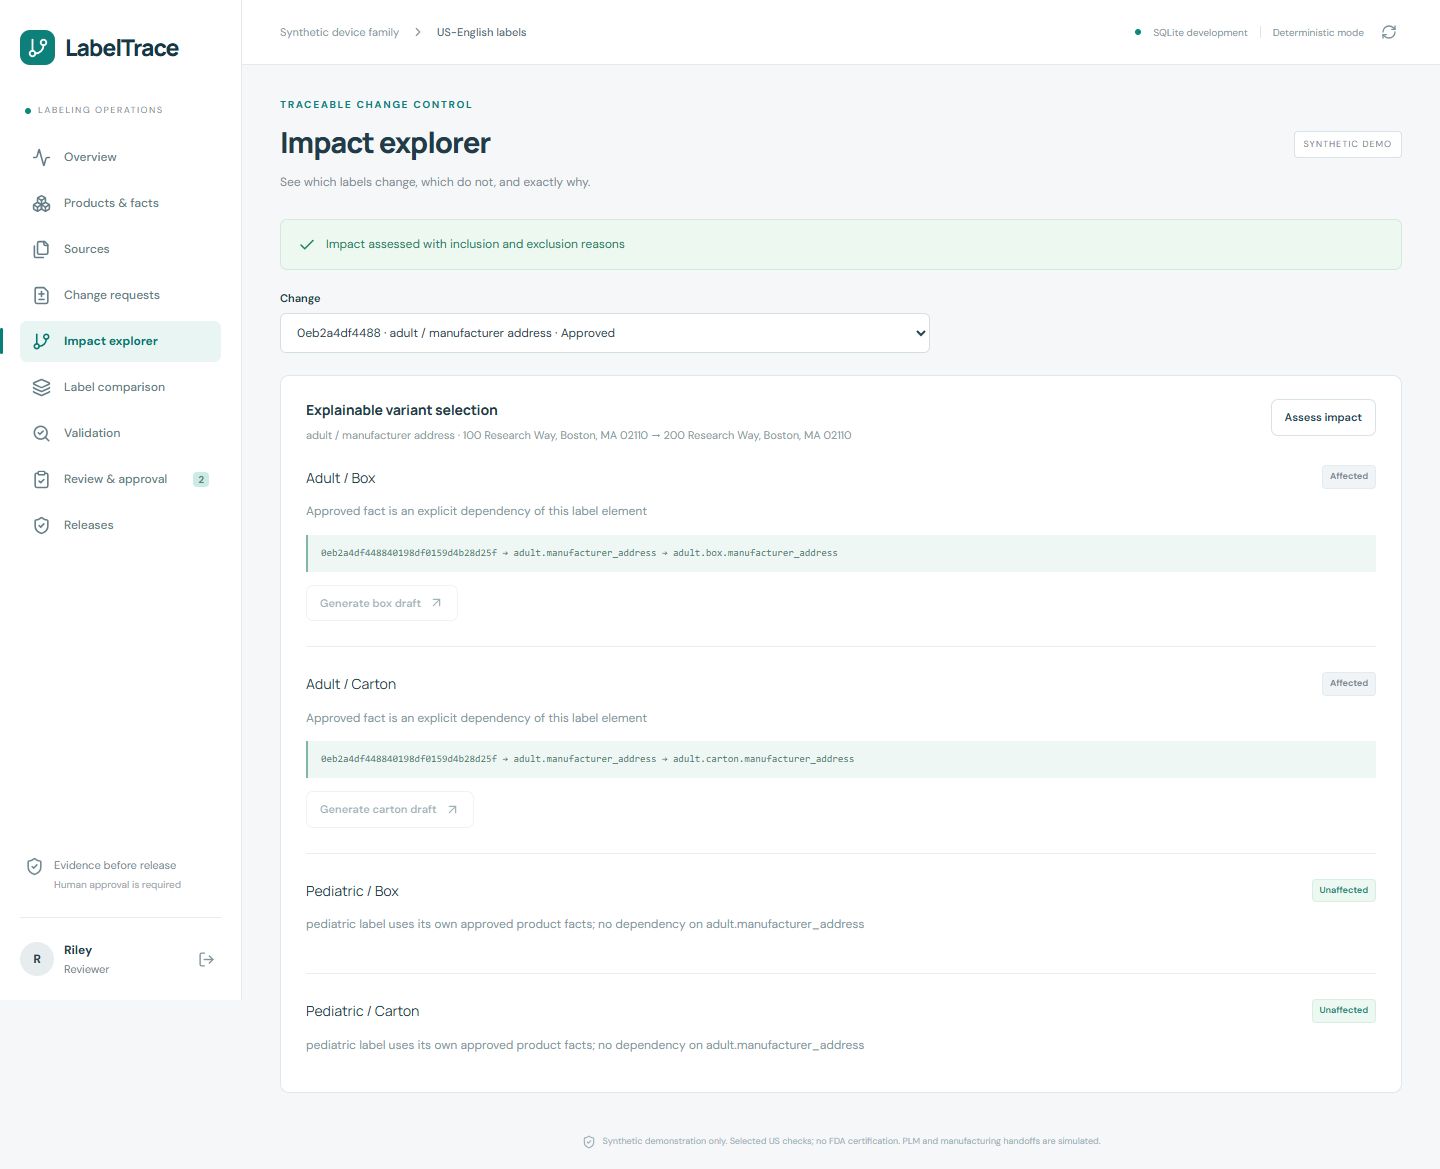 LabelTrace
LABELING OPERATIONS
Overview
Products & facts
Sources
Change requests
Impact explorer
Label comparison
Validation
Review & approval 2
Releases
Evidence before release
Human approval is required
R
Riley
Reviewer
Synthetic device family > US-English labels
SQLite development
Deterministic mode
TRACEABLE CHANGE CONTROL
Impact explorer
SYNTHETIC DEMO
See which labels change, which do not, and exactly why.
Impact assessed with inclusion and exclusion reasons
Change
0eb2a4df4488 · adult / manufacturer address · Approved
Explainable variant selection
Assess impact
adult / manufacturer address · 100 Research Way, Boston, MA 02110 → 200 Research Way, Boston, MA 02110
Adult / Box
Affected
Approved fact is an explicit dependency of this label element
0eb2a4df448840198df0159d4b28d25f → adult.manufacturer_address → adult.box.manufacturer_address
Generate box draft
Adult / Carton
Affected
Approved fact is an explicit dependency of this label element
0eb2a4df448840198df0159d4b28d25f → adult.manufacturer_address → adult.carton.manufacturer_address
Generate carton draft
Pediatric / Box
Unaffected
pediatric label uses its own approved product facts; no dependency on adult.manufacturer_address
Pediatric / Carton
Unaffected
pediatric label uses its own approved product facts; no dependency on adult.manufacturer_address
Synthetic demonstration only. Selected US checks; no FDA certification. PLM and manufacturing handoffs are simulated.